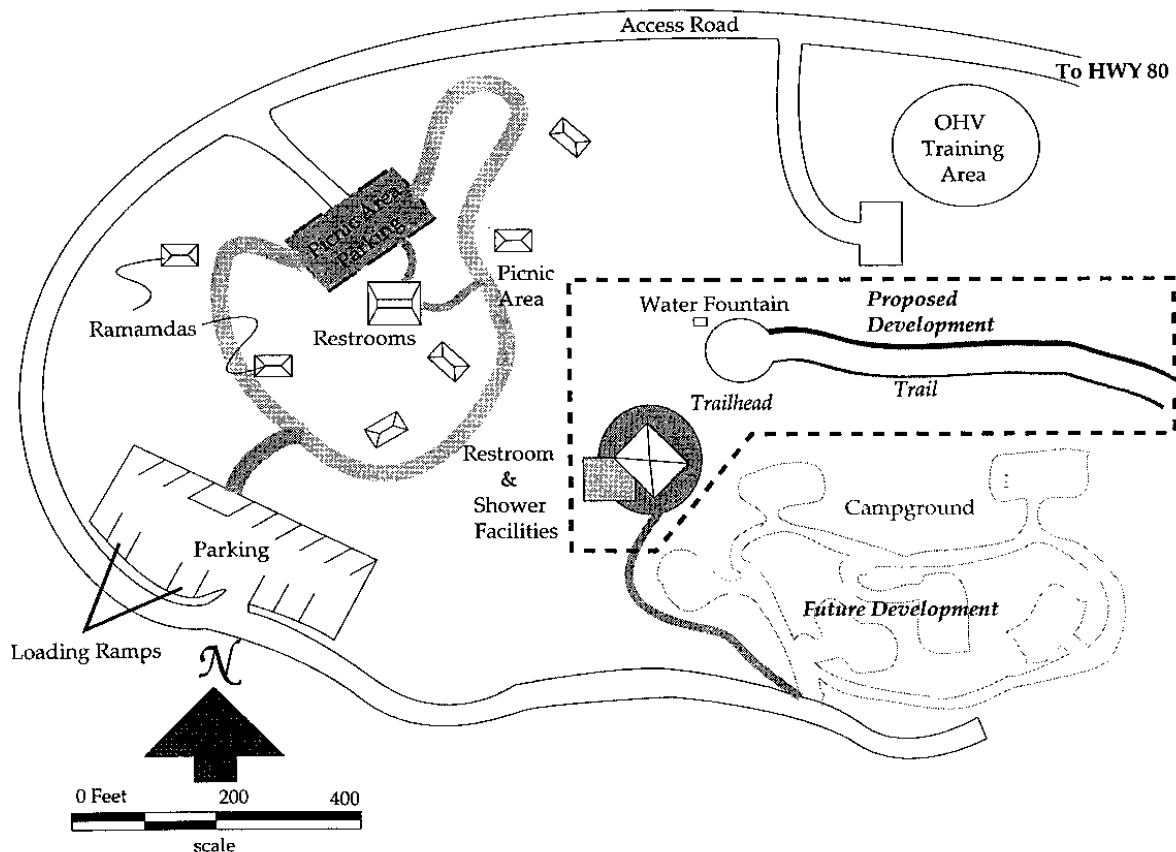 Access Road
To HWY 80
OHV
Training
Area
Picnic Area
Parking
Picnic
Area
Ramamdas
Restrooms
Water Fountain
Proposed
Development
Trailhead
Trail
Restroom
&
Shower
Facilities
Campground
Parking
Future Development
Loading Ramps
N
0 Feet 200 400
scale